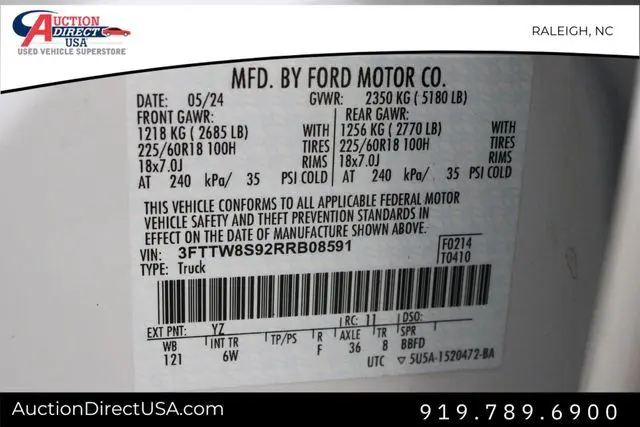 AUCTION
DIRECT
USA
USED VEHICLE SUPERSTORE
RALEIGH, NC
MFD. BY FORD MOTOR CO.
DATE: 05/24 GVWR: 2350 KG ( 5180 LB)
FRONT GAWR: REAR GAWR:
1218 KG ( 2685 LB) WITH 1256 KG ( 2770 LB) WITH
225/60R18 100H TIRES 225/60R18 100H TIRES
18x7.0J RIMS 18x7.0J RIMS
AT 240 kPa/ 35 PSI COLD AT 240 kPa/ 35 PSI COLD
THIS VEHICLE CONFORMS TO ALL APPLICABLE FEDERAL MOTOR
VEHICLE SAFETY AND THEFT PREVENTION STANDARDS IN
EFFECT ON THE DATE OF MANUFACTURE SHOWN ABOVE.
VIN: 3FTTW8S92RRB08591 F0214
TYPE: Truck T0410
EXT PNT: YZ RC: 11 DSO:
WB INT TR TP/PS R AXLE TR SPR
121 6W F 36 8 BBFD
UTC ▽ 5U5A-1520472-BA
AuctionDirectUSA.com 919.789.6900